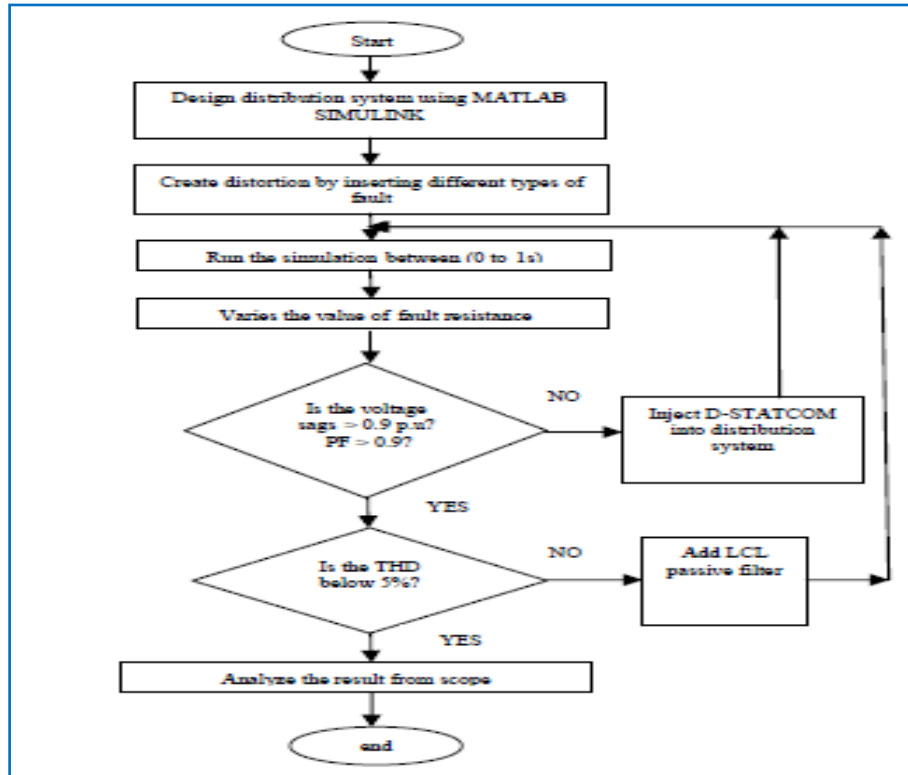 Start
Design distribution system using MATLAB
SIMULINK
Create distortion by inserting different types of
fault
Run the simulation between (0 to 1s)
Varies the value of fault resistance
Is the voltage
sags > 0.9 p.u?
PF > 0.9?
NO
Inject D-STATCOM
into distribution
system
YES
Is the THD
below 5%?
NO
Add LCL
passive filter
YES
Analyze the result from scope
end